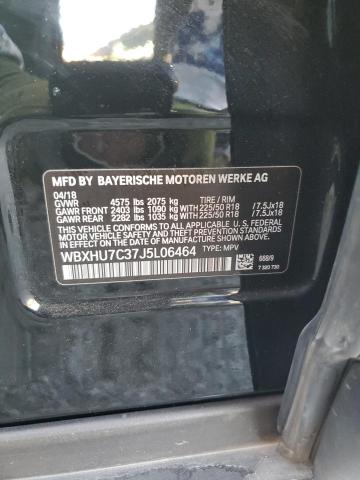 MFD BY BAYERISCHE MOTOREN WERKE AG
04/18
GVWR 4575 lbs 2075 kg TIRE / RIM
GAWR FRONT 2403 lbs 1090 kg WITH 225/50 R18 /7.5Jx18
GAWR REAR 2282 lbs 1035 kg WITH 225/50 R18 /7.5Jx18
THIS VEHICLE CONFORMS TO ALL APPLICABLE U.S. FEDERAL
MOTOR VEHICLE SAFETY, BUMPER, AND THEFT PREVENTION
STANDARDS IN EFFECT ON THE DATE OF MANUFACTURE SHOWN ABOVE.
WBXHU7C37J5L06464 TYPE: MPV
668/9